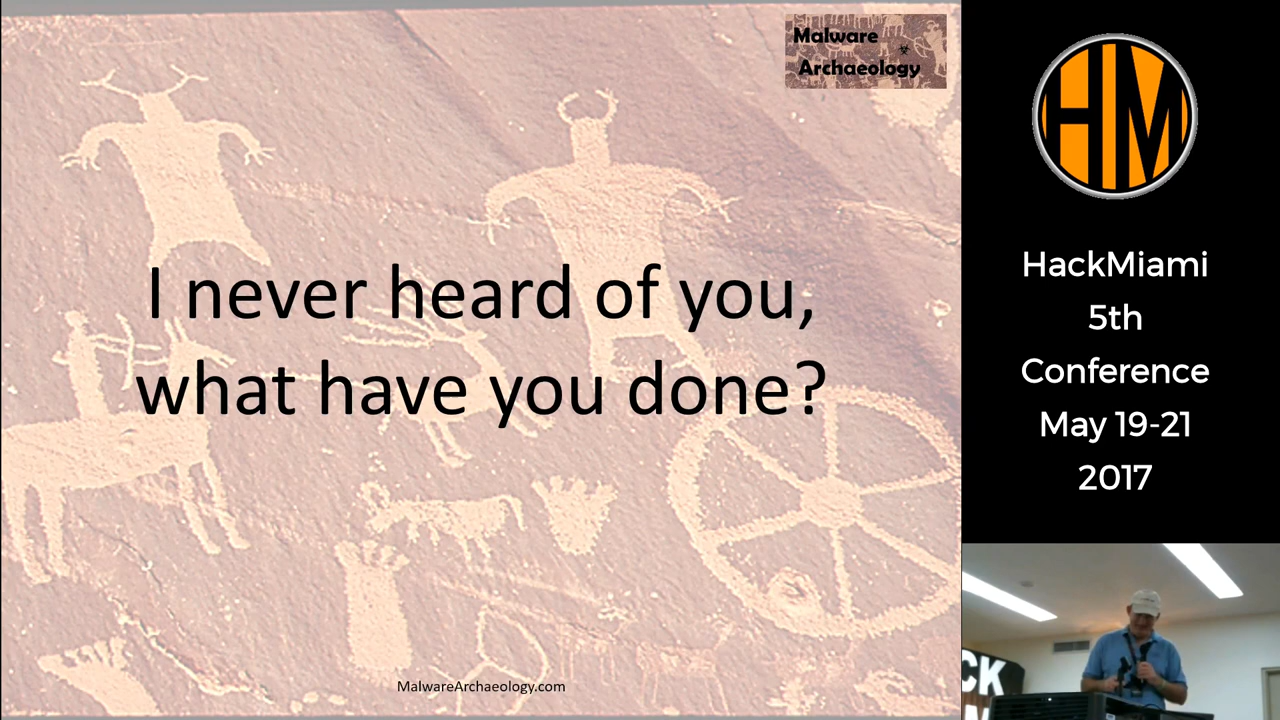 Malware
Archaeology
I never heard of you,
what have you done?
MalwareArchaeology.com
HM
HackMiami
5th
Conference
May 19-21
2017
CK